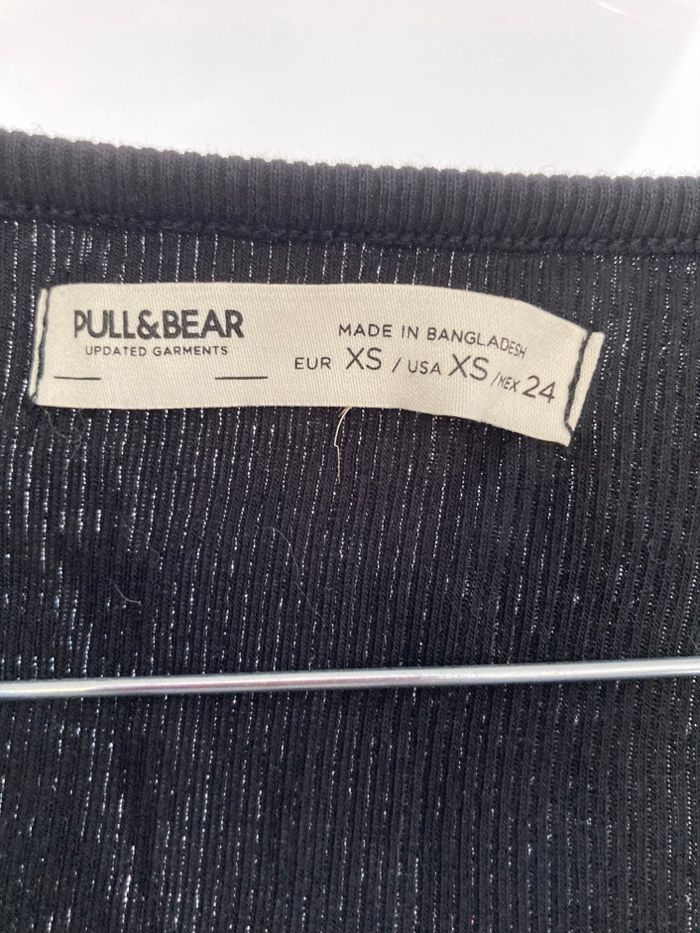 PULL&BEAR
UPDATED GARMENTS
MADE IN BANGLADESH
EUR XS / USA XS / MEX 24